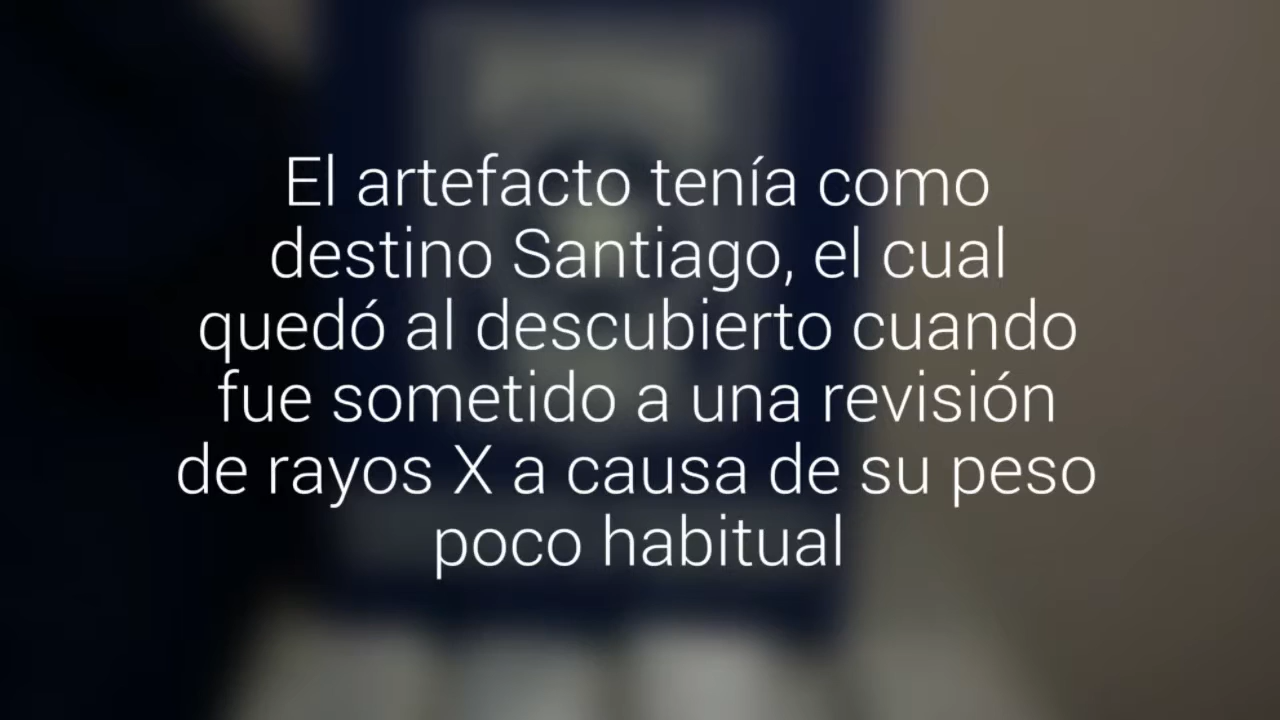 El artefacto tenía como
destino Santiago, el cual
quedó al descubierto cuando
fue sometido a una revisión
de rayos X a causa de su peso
poco habitual